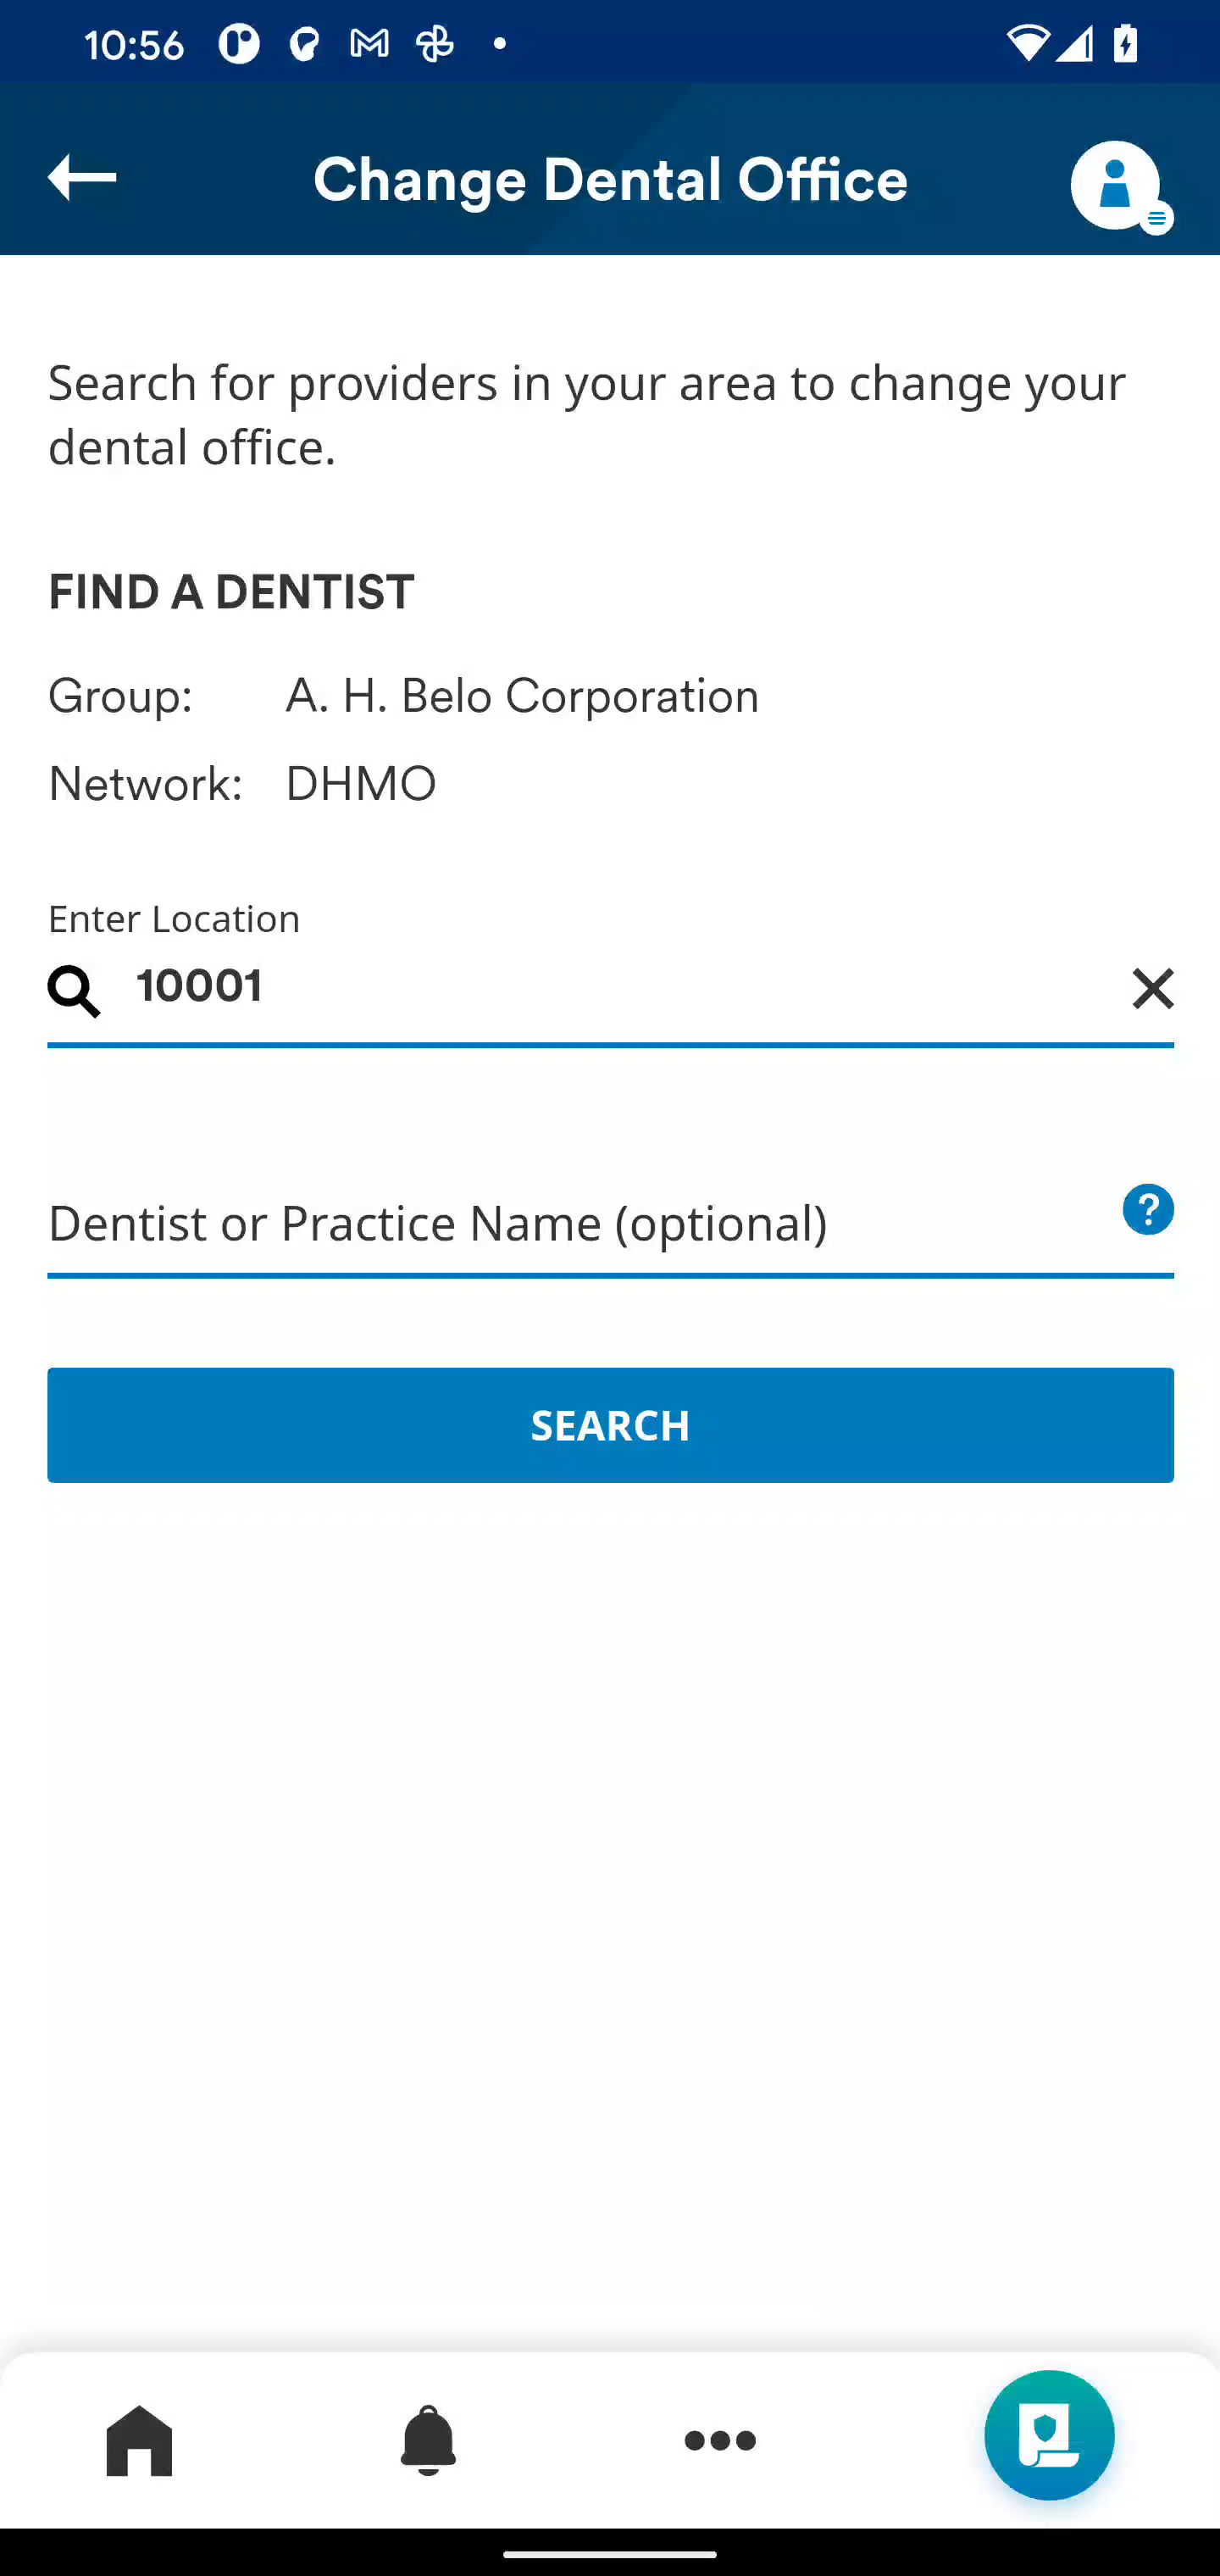 10:56
Change Dental Office
Search for providers in your area to change your
dental office.
FIND A DENTIST
Group: A. H. Belo Corporation
Network: DHMO
Enter Location
10001
Dentist or Practice Name (optional)
?
SEARCH